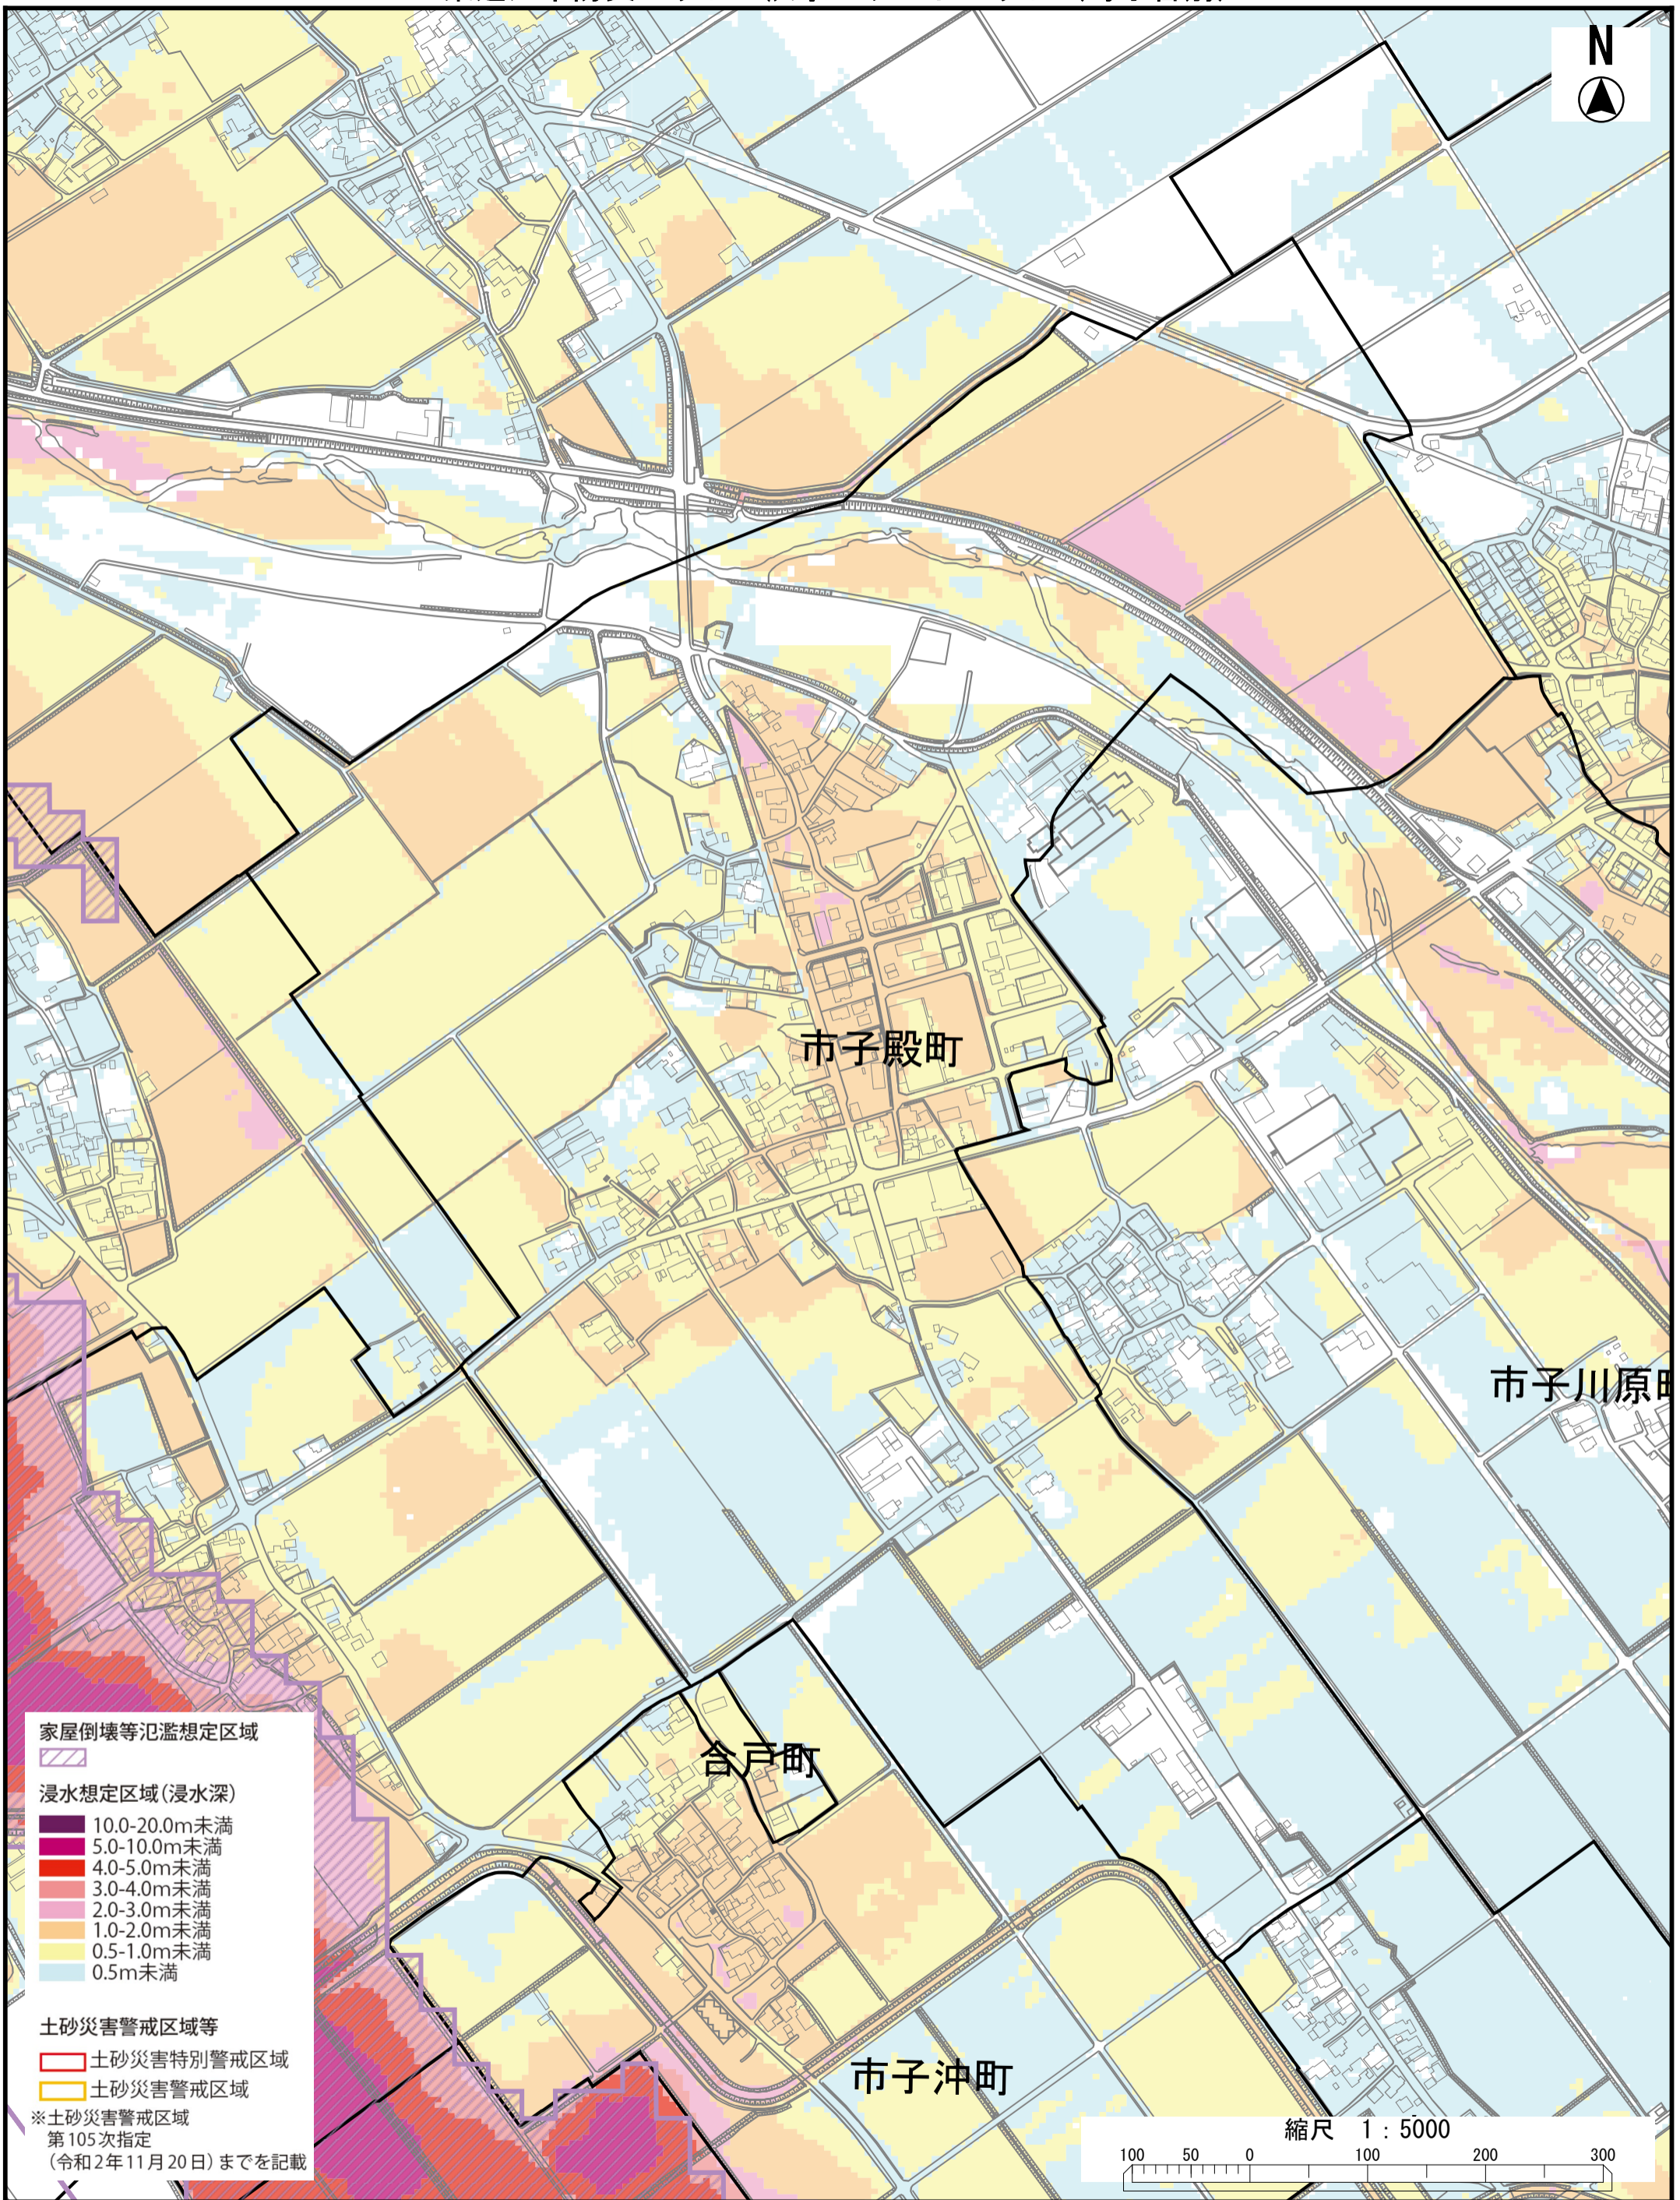 N
市子殿町
市子川原町
合戸町
市子沖町
家屋倒壊等氾濫想定区域
浸水想定区域(浸水深)
10.0-20.0m未満
5.0-10.0m未満
4.0-5.0m未満
3.0-4.0m未満
2.0-3.0m未満
1.0-2.0m未満
0.5-1.0m未満
0.5m未満
土砂災害警戒区域等
土砂災害特別警戒区域
土砂災害警戒区域
※土砂災害警戒区域
第105次指定
(令和2年11月20日)までを記載
縮尺 1:5000
100 50 0 100 200 300